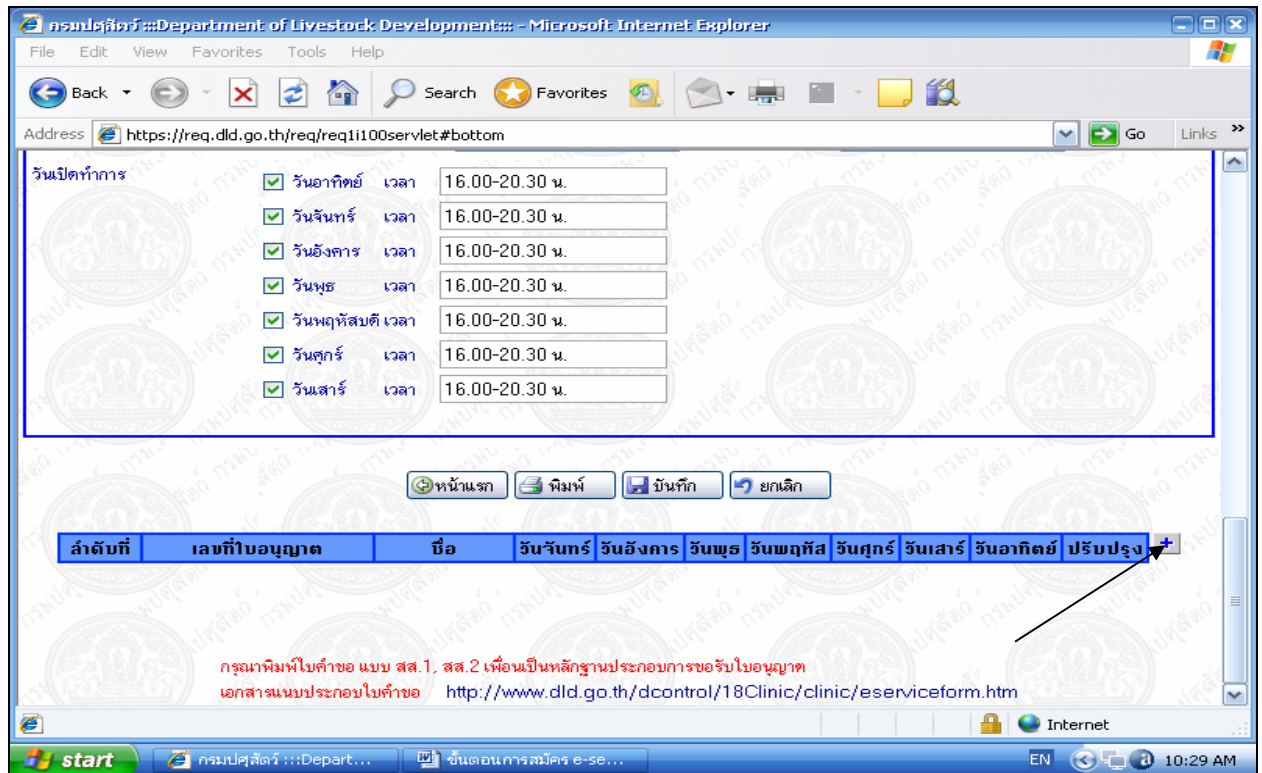 กรมปศุสัตว์ :::Department of Livestock Development::: - Microsoft Internet Explorer
File Edit View Favorites Tools Help
Back Search Favorites
Address https://req.dld.go.th/req/req1i100servlet#bottom Go Links »
วันเปิดทำการ
วันอาทิตย์ เวลา 16.00-20.30 น.
วันจันทร์ เวลา 16.00-20.30 น.
วันอังคาร เวลา 16.00-20.30 น.
วันพุธ เวลา 16.00-20.30 น.
วันพฤหัสบดี เวลา 16.00-20.30 น.
วันศุกร์ เวลา 16.00-20.30 น.
วันเสาร์ เวลา 16.00-20.30 น.
หน้าแรก พิมพ์ บันทึก ยกเลิก
ลำดับที่ เลขที่ใบอนุญาต ชื่อ วันจันทร์ วันอังคาร วันพุธ วันพฤหัส วันศุกร์ วันเสาร์ วันอาทิตย์ ปรับปรุง +
กรุณาพิมพ์ใบคำขอ แบบ สส.1, สส.2 เพื่อนเป็นหลักฐานประกอบการขอรับใบอนุญาต
เอกสารแนบประกอบใบคำขอ http://www.dld.go.th/dcontrol/18Clinic/clinic/eserviceform.htm
Internet
start กรมปศุสัตว์ :::Depart... ขั้นตอนการสมัคร e-se... EN 10:29 AM